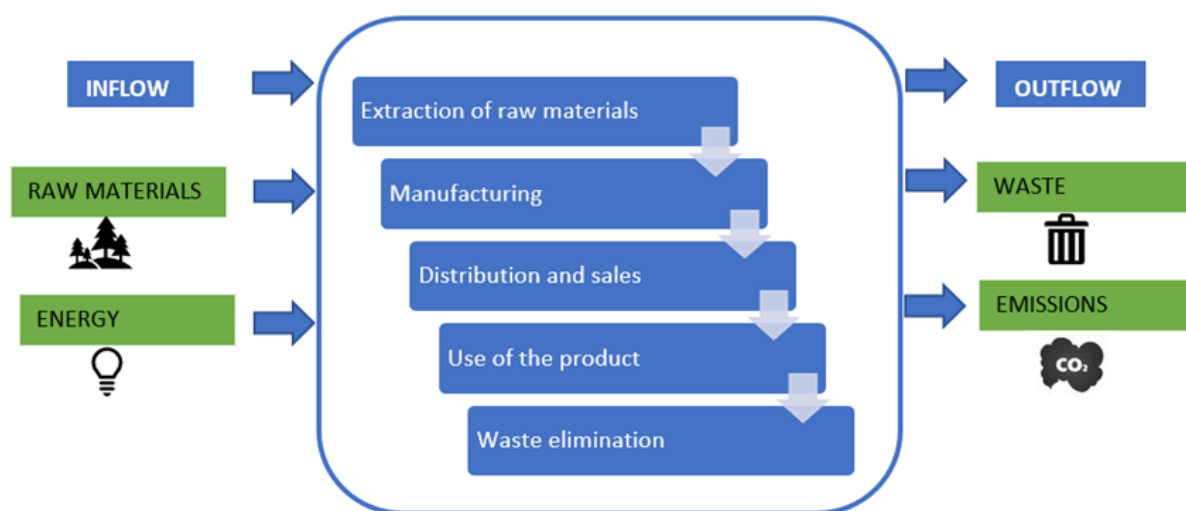 INFLOW
RAW MATERIALS
ENERGY
Extraction of raw materials
Manufacturing
Distribution and sales
Use of the product
Waste elimination
OUTFLOW
WASTE
EMISSIONS
CO₂